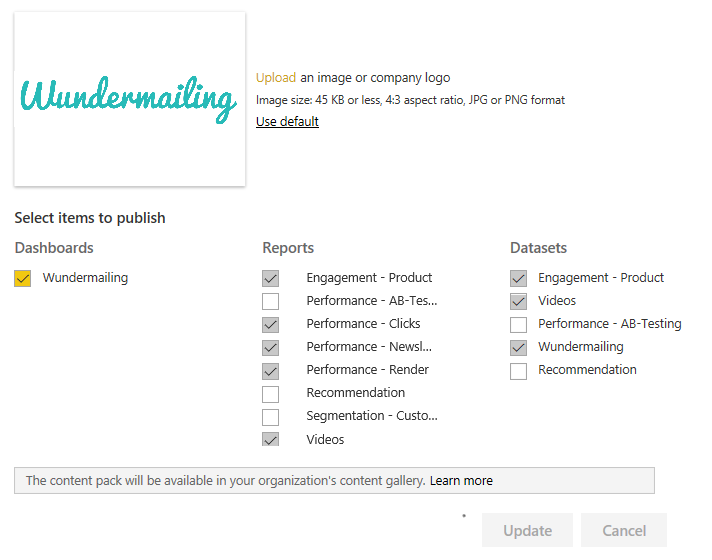 Wundermailing
Upload an image or company logo
Image size: 45 KB or less, 4:3 aspect ratio, JPG or PNG format
Use default
Select items to publish
Dashboards
Wundermailing
Reports
Engagement - Product
Performance - AB-Tes...
Performance - Clicks
Performance - Newsl...
Performance - Render
Recommendation
Segmentation - Custo...
Videos
Datasets
Engagement - Product
Videos
Performance - AB-Testing
Wundermailing
Recommendation
The content pack will be available in your organization's content gallery. Learn more
Update
Cancel